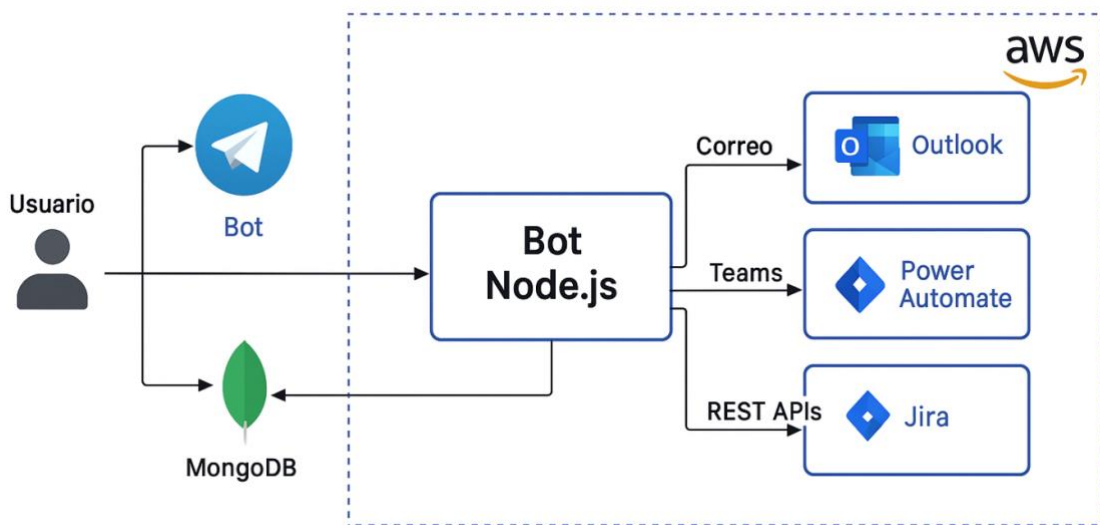 aws
Usuario
Bot
MongoDB
Bot
Node.js
Correo
Outlook
Teams
Power
Automate
REST APIs
Jira